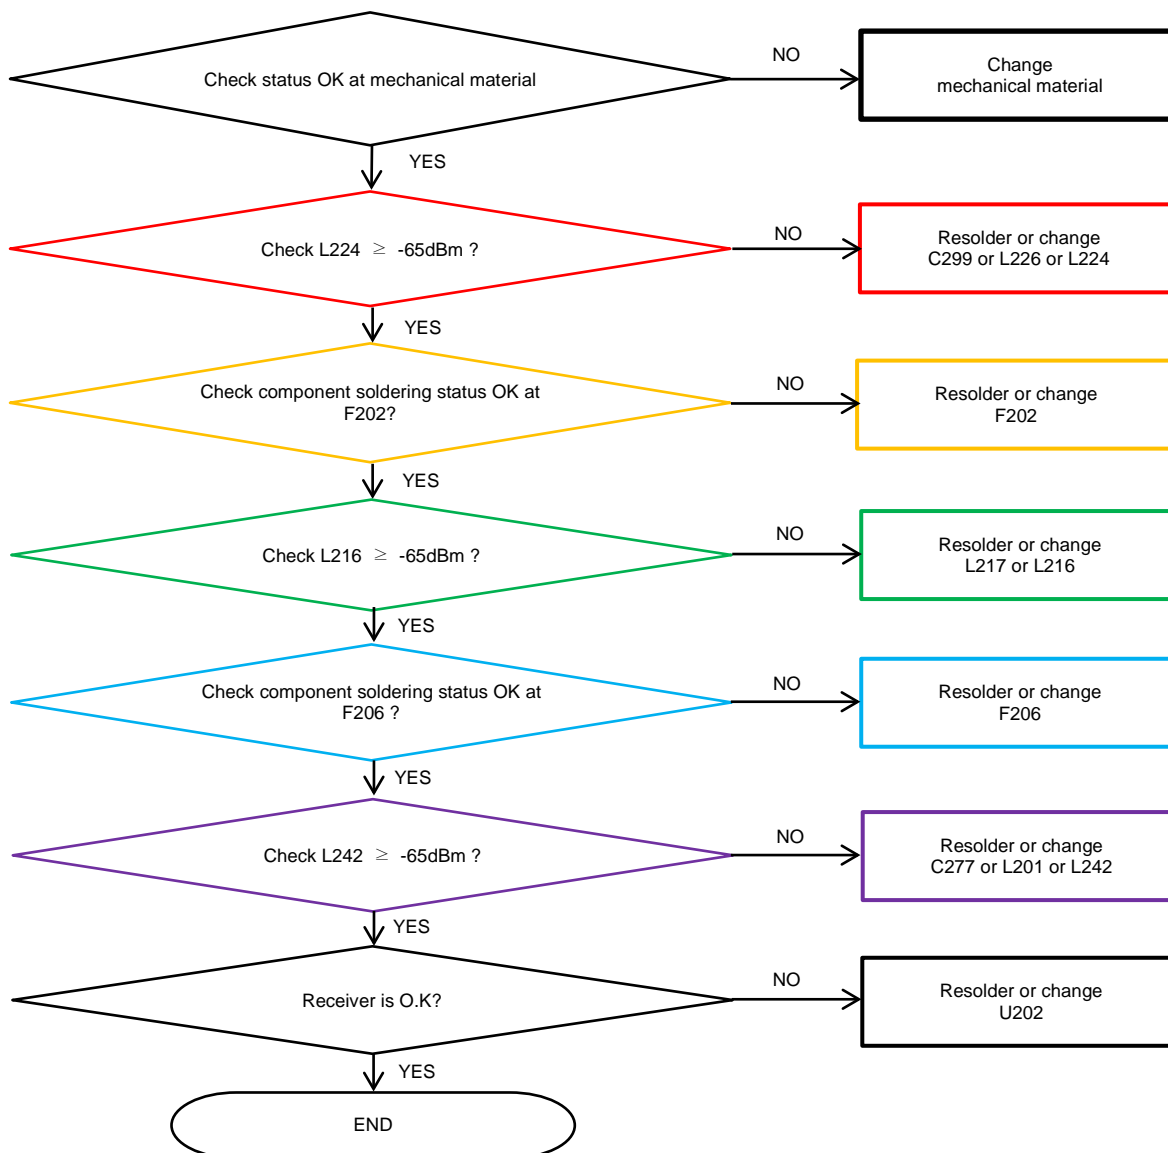 Check status OK at mechanical material
NO
Change
mechanical material
YES
Check L224 ≥ -65dBm ?
NO
Resolder or change
C299 or L226 or L224
YES
Check component soldering status OK at
F202?
NO
Resolder or change
F202
YES
Check L216 ≥ -65dBm ?
NO
Resolder or change
L217 or L216
YES
Check component soldering status OK at
F206 ?
NO
Resolder or change
F206
YES
Check L242 ≥ -65dBm ?
NO
Resolder or change
C277 or L201 or L242
YES
Receiver is O.K?
NO
Resolder or change
U202
YES
END